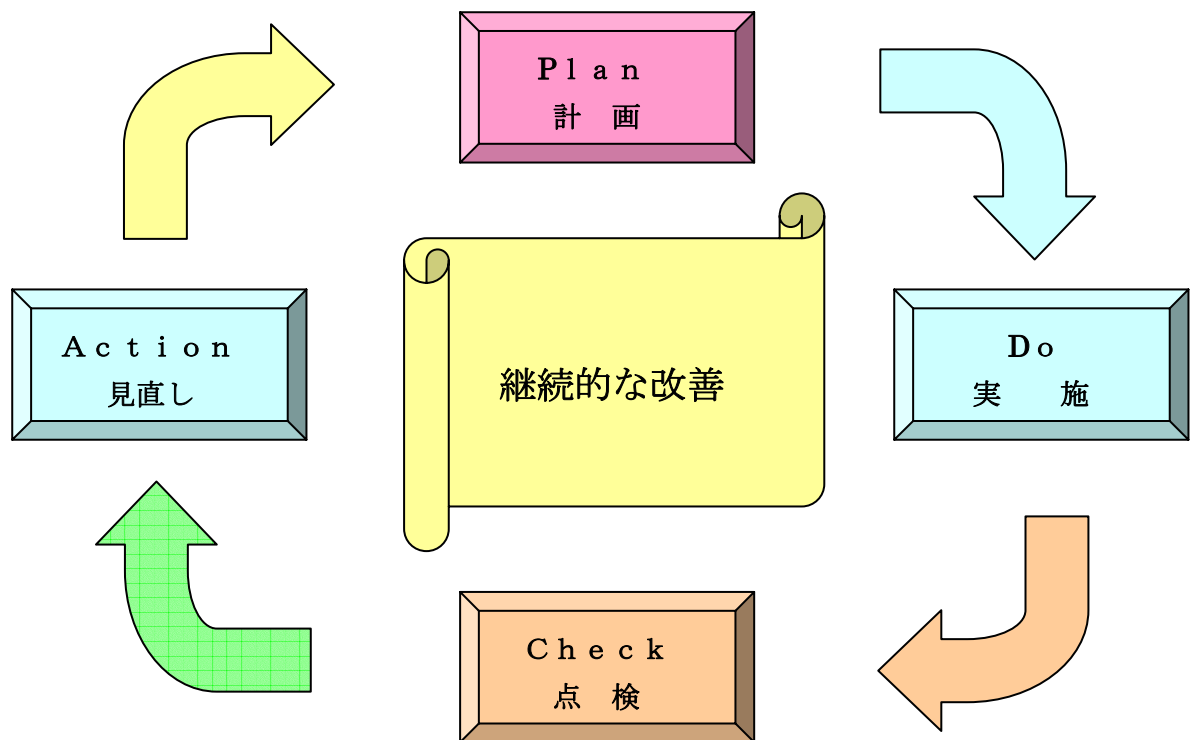 Ｐｌａｎ
計　画
Ａｃｔｉｏｎ
見直し
継続的な改善
Ｄｏ
実　　施
Ｃｈｅｃｋ
点　検